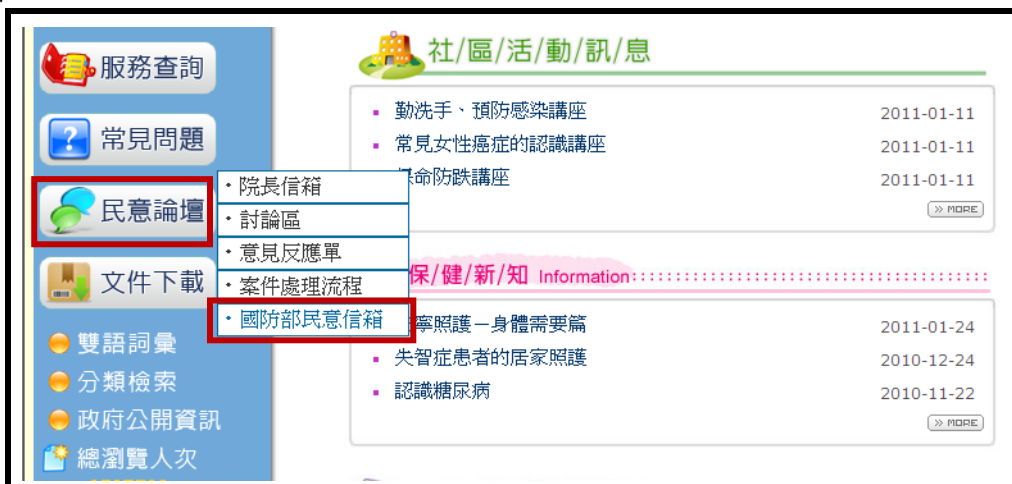 服務查詢
常見問題
民意論壇
文件下載
雙語詞彙
分類檢索
政府公開資訊
總瀏覽人次
・院長信箱
・討論區
・意見反應單
・案件處理流程
・國防部民意信箱
社/區/活/動/訊/息
勤洗手、預防感染講座 2011-01-11
常見女性癌症的認識講座 2011-01-11
命防跌講座 2011-01-11
>> MORE
保/健/新/知 Information
寧照護－身體需要篇 2011-01-24
失智症患者的居家照護 2010-12-24
認識糖尿病 2010-11-22
>> MORE